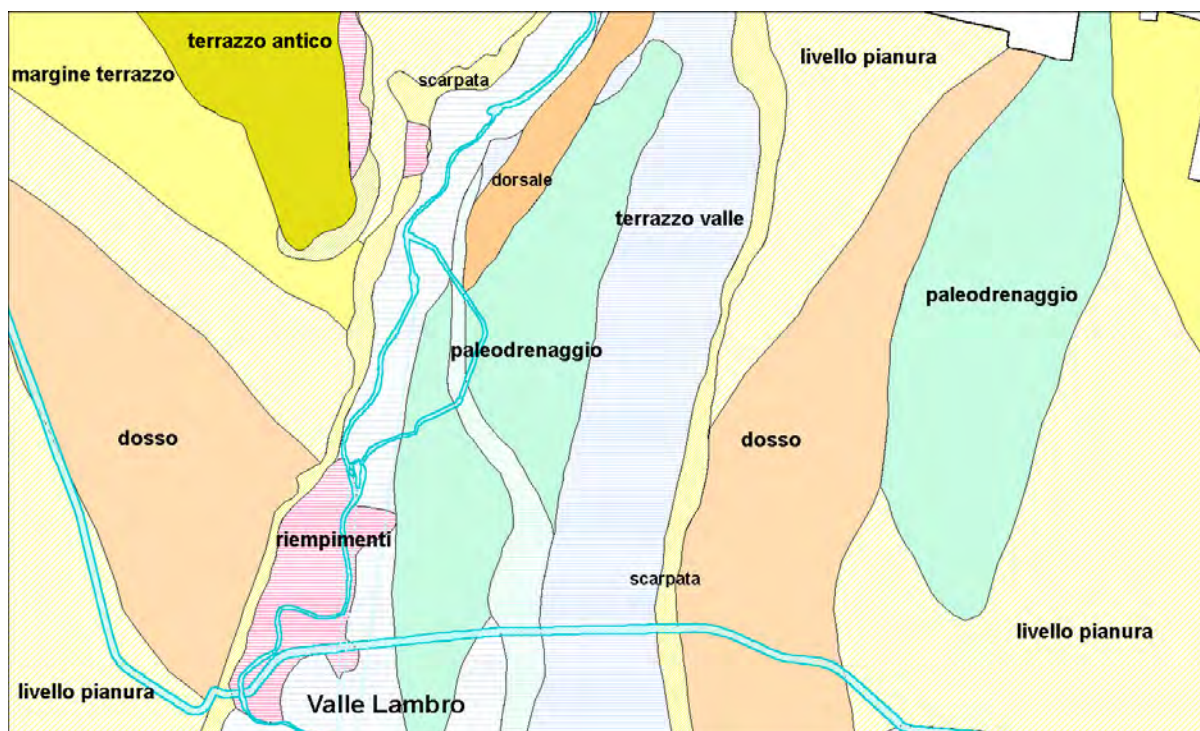 terrazzo antico
livello pianura
margine terrazzo
scarpata
dorsale
terrazzo valle
paleodrenaggio
paleodrenaggio
dosso
dosso
riempimenti
scarpata
livello pianura
livello pianura
Valle Lambro